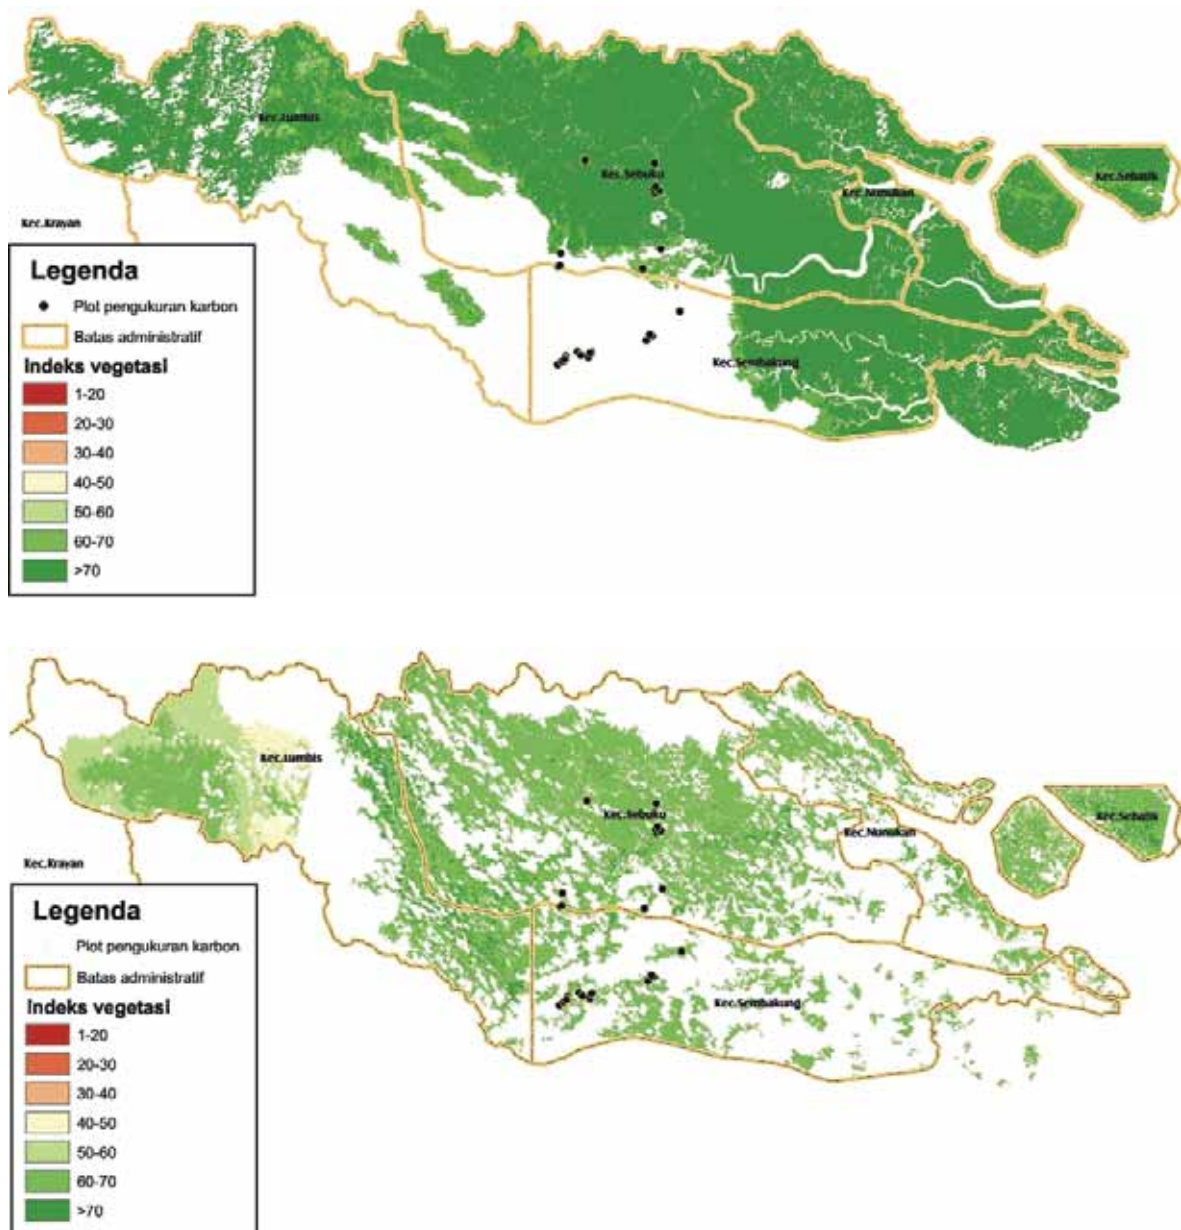 Kec.Lumbis
Kec.Sebuku
Kec.Sebatik
Kec.Nunukan
Kec.Krayan
Kec.Sembakung
Legenda
Plot pengukuran karbon
Batas administratif
Indeks vegetasi
1-20
20-30
30-40
40-50
50-60
60-70
>70
Kec.Lumbis
Kec.Sebuku
Kec.Sebatik
Kec.Nunukan
Kec.Krayan
Kec.Sembakung
Legenda
Plot pengukuran karbon
Batas administratif
Indeks vegetasi
1-20
20-30
30-40
40-50
50-60
60-70
>70